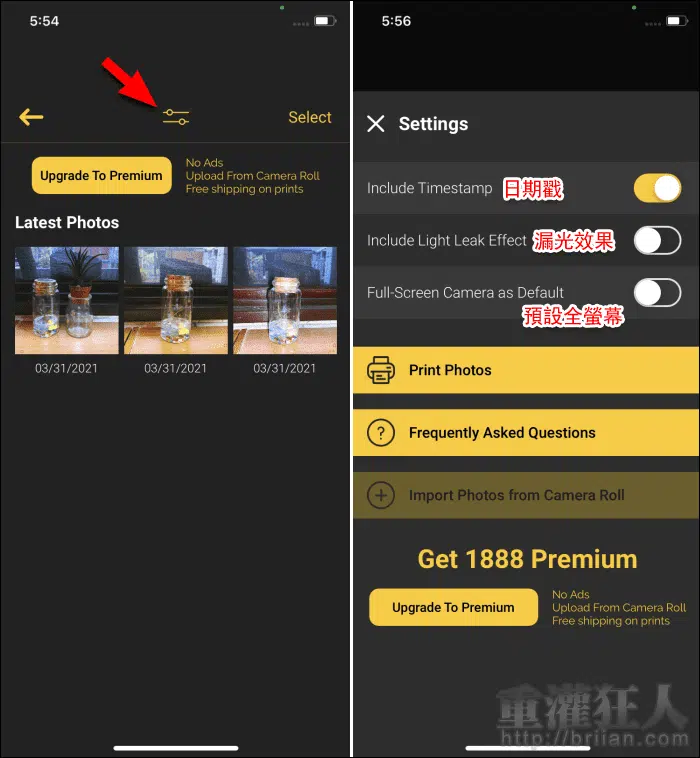 5:54
Select
Upgrade To Premium
No Ads
Upload From Camera Roll
Free shipping on prints
Latest Photos
03/31/2021
03/31/2021
03/31/2021
5:56
Settings
Include Timestamp 日期戳
Include Light Leak Effect 漏光效果
Full-Screen Camera as Default
預設全螢幕
Print Photos
Frequently Asked Questions
Import Photos from Camera Roll
Get 1888 Premium
Upgrade To Premium
No Ads
Upload From Camera Roll
Free shipping on prints
重灌狂人
http://briian.com